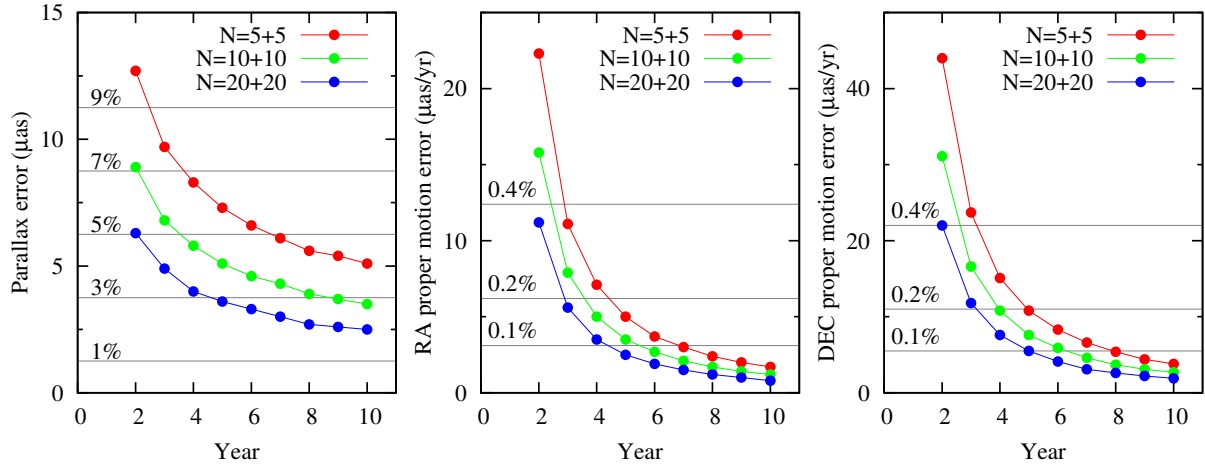 Parallax error (µas)
15
10
5
0
9%
7%
5%
3%
1%
N=5+5
N=10+10
N=20+20
0 2 4 6 8 10
Year
RA proper motion error (µas/yr)
20
10
0
0.4%
0.2%
0.1%
N=5+5
N=10+10
N=20+20
0 2 4 6 8 10
Year
DEC proper motion error (µas/yr)
40
20
0
0.4%
0.2%
0.1%
N=5+5
N=10+10
N=20+20
0 2 4 6 8 10
Year